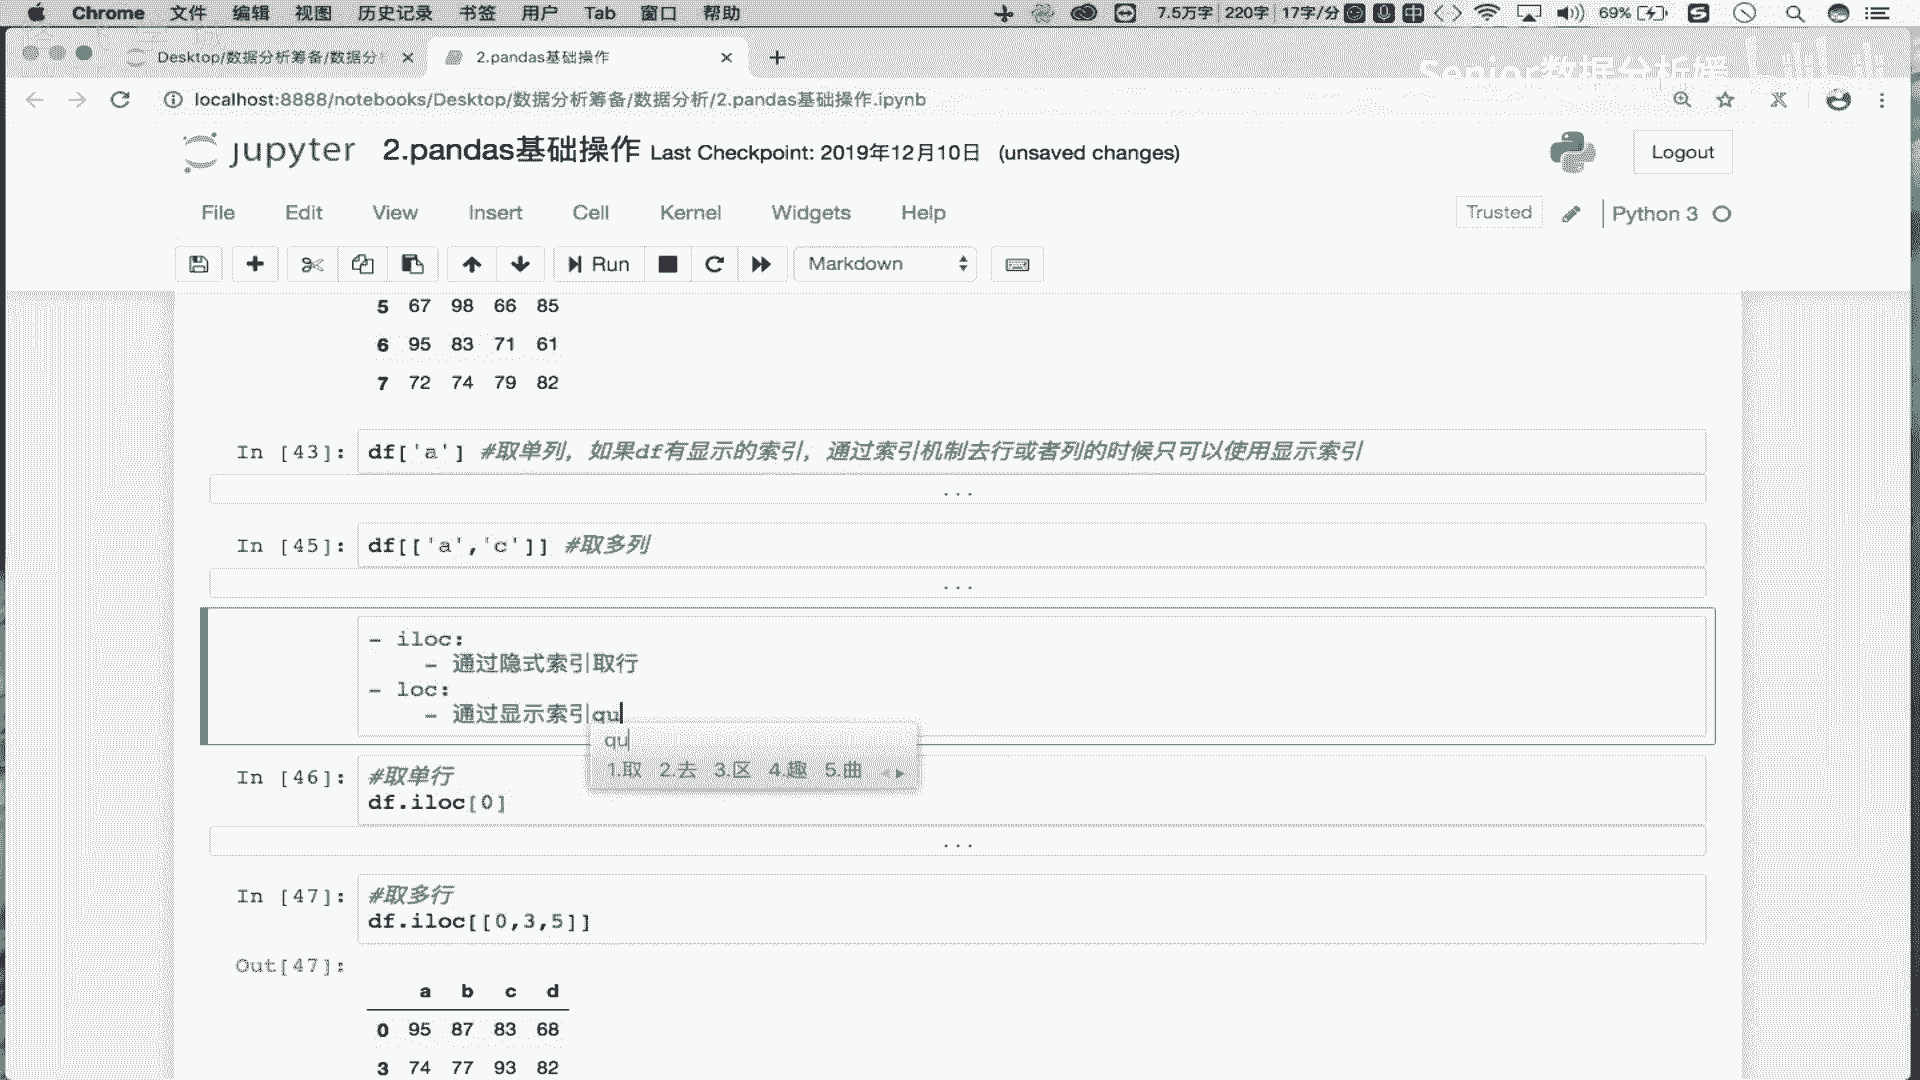 Chrome 文件 编辑 视图 历史记录 书签 用户 Tab 窗口 帮助 7.5万字 220字 17字/分 中 69%
Desktop/数据分析筹备/数据分 2.pandas基础操作
Senior数据分析媛 bilibili
localhost:8888/notebooks/Desktop/数据分析筹备/数据分析/2.pandas基础操作.ipynb
jupyter 2.pandas基础操作 Last Checkpoint: 2019年12月10日 (unsaved changes) Logout
File Edit View Insert Cell Kernel Widgets Help Trusted Python 3
Run Markdown
5 67 98 66 85
6 95 83 71 61
7 72 74 79 82
In [43]: df['a'] #取单列，如果df有显示的索引，通过索引机制去行或者列的时候只可以使用显示索引
...
In [45]: df[['a','c']] #取多列
...
- iloc:
- 通过隐式索引取行
- loc:
- 通过显示索引qu
qu
1.取 2.去 3.区 4.趣 5.曲
In [46]: #取单行
df.iloc[0]
...
In [47]: #取多行
df.iloc[[0,3,5]]
Out[47]:
a b c d
0 95 87 83 68
3 74 77 93 82